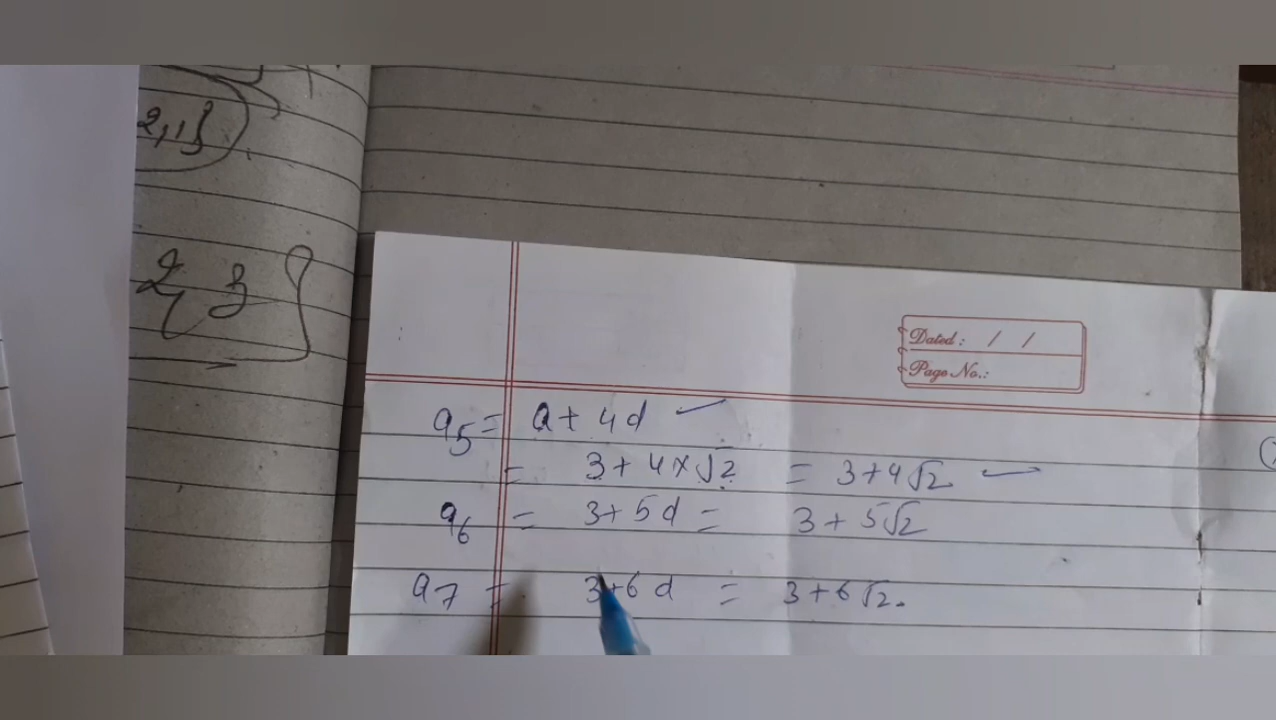 2,1}
2, 3 }
Dated : / /
Page No.:
a5 = a + 4d
= 3 + 4 × √2 = 3 + 4√2
a6 = 3 + 5d = 3 + 5√2
a7 = 3 + 6d = 3 + 6√2.